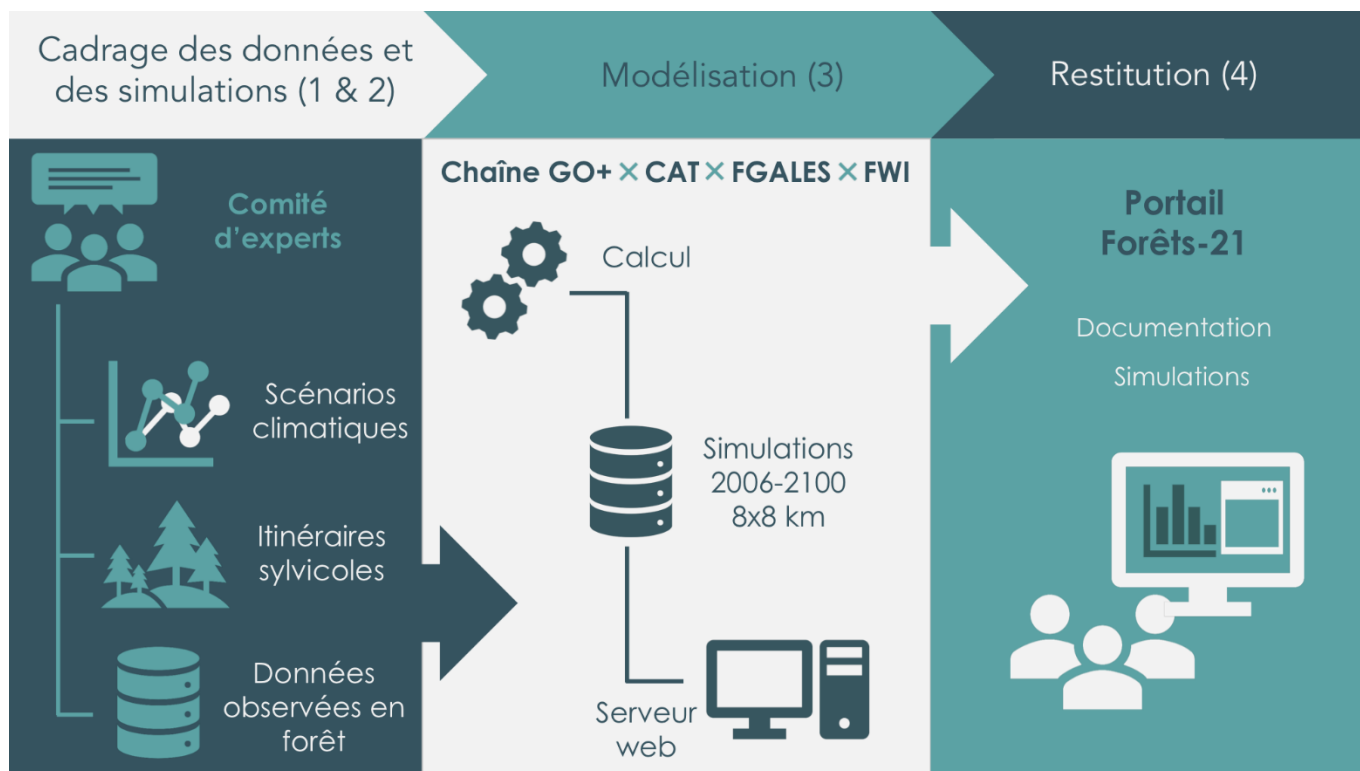 Cadrage des données et
des simulations (1 & 2)
Modélisation (3)
Restitution (4)
Comité
d'experts
Scénarios
climatiques
Itinéraires
sylvicoles
Données
observées en
forêt
Chaîne GO+ × CAT × FGALES × FWI
Calcul
Simulations
2006-2100
8x8 km
Serveur
web
Portail
Forêts-21
Documentation
Simulations